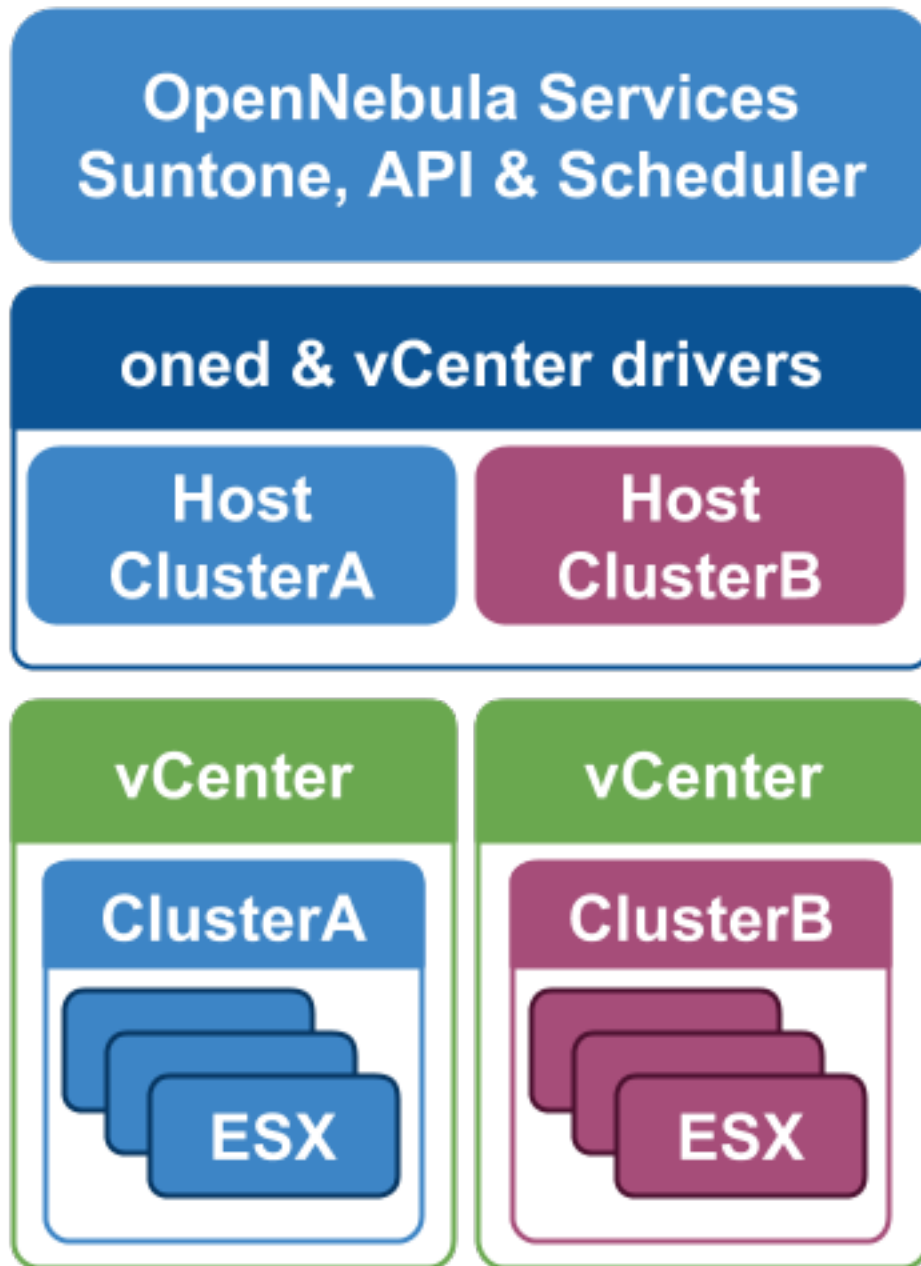 OpenNebula Services
Suntone, API & Scheduler
oned & vCenter drivers
Host
ClusterA
Host
ClusterB
vCenter
vCenter
ClusterA
ClusterB
ESX
ESX